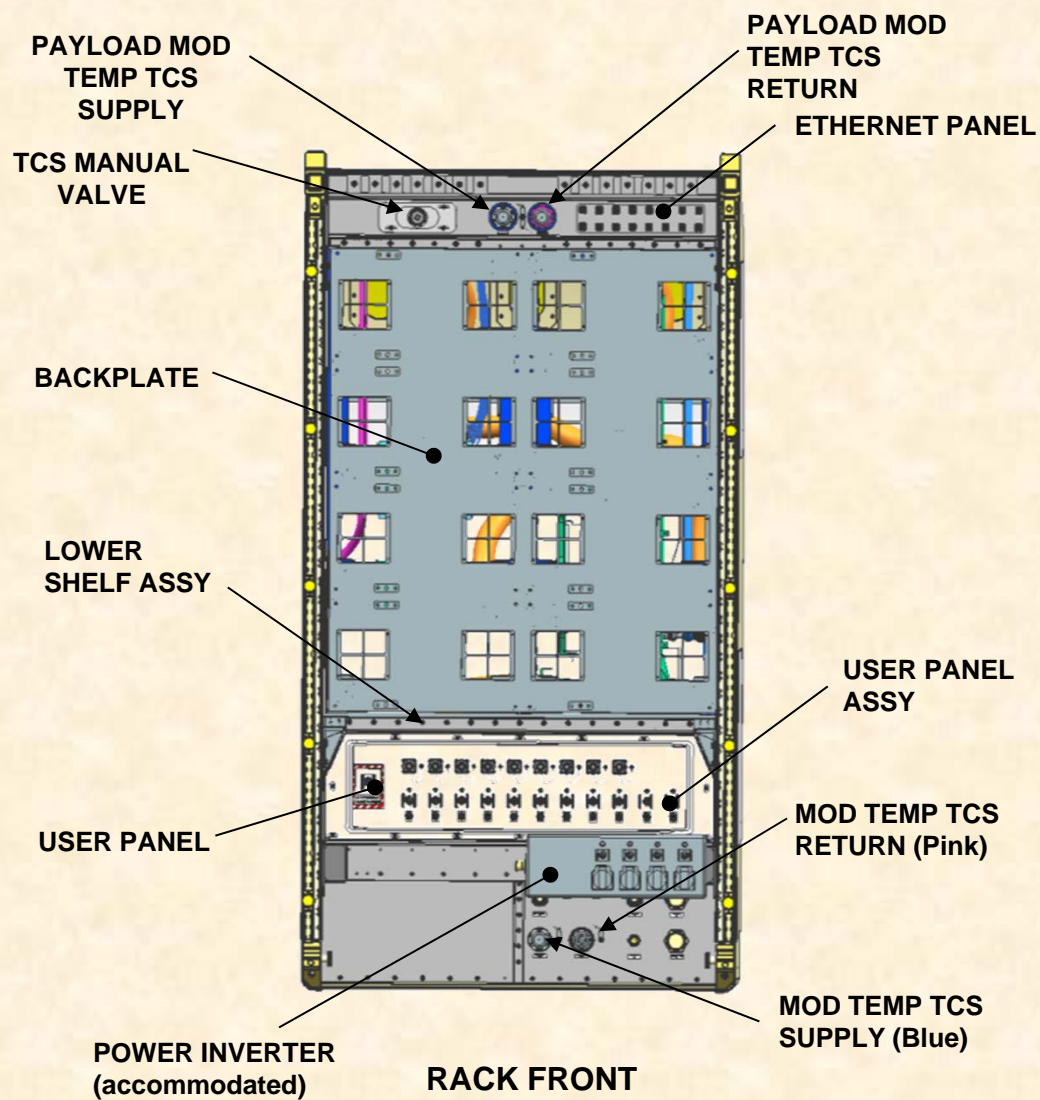 PAYLOAD MOD
TEMP TCS
SUPPLY
PAYLOAD MOD
TEMP TCS
RETURN
ETHERNET PANEL
TCS MANUAL
VALVE
BACKPLATE
LOWER
SHELF ASSY
USER PANEL
ASSY
USER PANEL
MOD TEMP TCS
RETURN (Pink)
MOD TEMP TCS
SUPPLY (Blue)
POWER INVERTER
(accommodated)
RACK FRONT